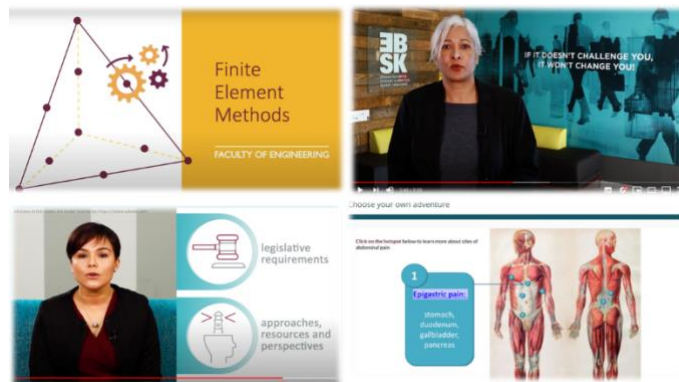 Finite
Element
Methods
FACULTY OF ENGINEERING
EBSK
IF IT DOESN'T CHALLENGE YOU,
IT WON'T CHANGE YOU!
legislative
requirements
approaches,
resources and
perspectives
Choose your own adventure
Click on the hotspot below to learn more about sites of
abdominal pain
1
Epigastric pain:
stomach,
duodenum,
gallbladder,
pancreas